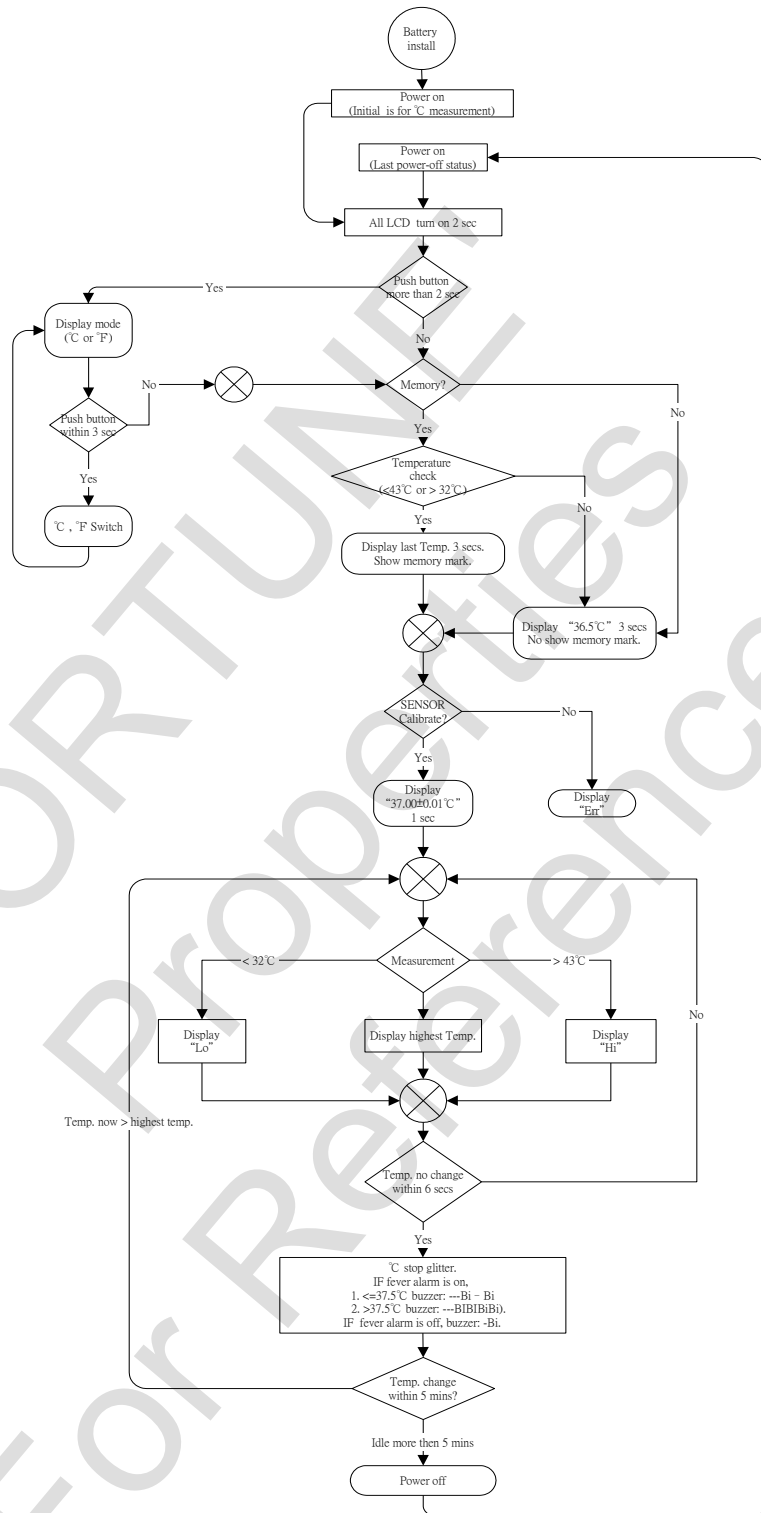 Battery
install
Power on
(Initial is for ℃ measurement)
Power on
(Last power-off status)
All LCD turn on 2 sec
Push button
more than 2 sec
Yes
No
Display mode
(℃ or ℉)
No
Push button
within 3 sec
Yes
℃ , ℉ Switch
Memory?
No
Yes
Temperature
check
(<43℃ or > 32℃)
No
Yes
Display last Temp. 3 secs.
Show memory mark.
Display “36.5℃” 3 secs
No show memory mark.
SENSOR
Calibrate?
No
Yes
Display
“37.00±0.01℃”
1 sec
Display
“Err”
< 32℃
Measurement
> 43℃
No
Display
“Lo”
Display highest Temp.
Display
“Hi”
Temp. now > highest temp.
Temp. no change
within 6 secs
Yes
℃ stop glitter.
IF fever alarm is on,
1. <=37.5℃ buzzer: ---Bi - Bi
2. >37.5℃ buzzer: ---BIBIBiBi).
IF fever alarm is off, buzzer: -Bi.
Temp. change
within 5 mins?
Idle more then 5 mins
Power off
ORTUNE'
Properties
For Reference